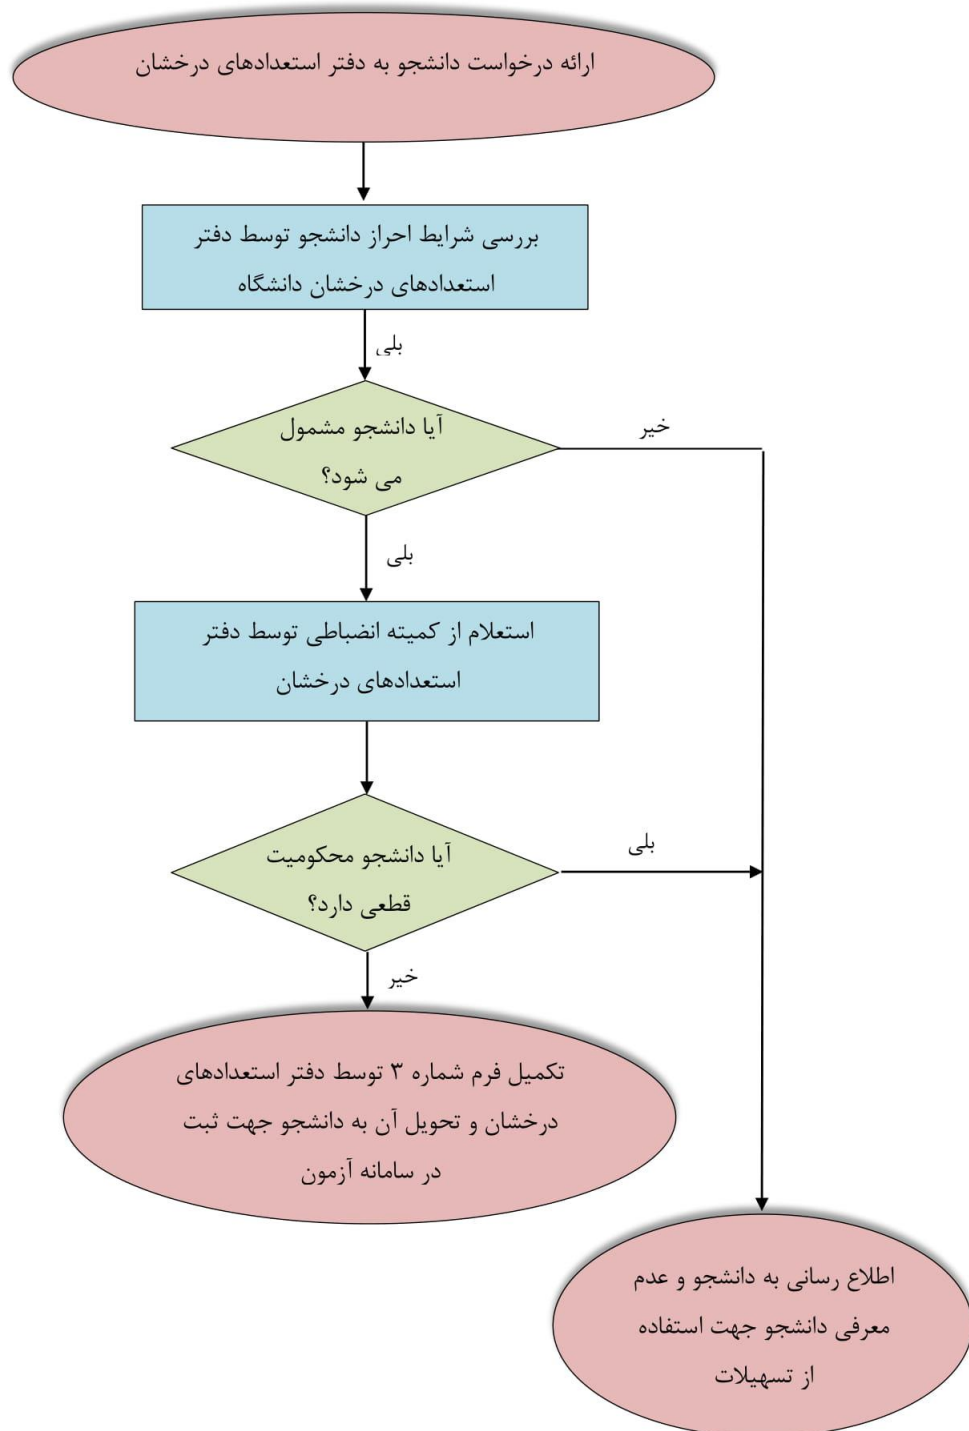 ارائه درخواست دانشجو به دفتر استعدادهای درخشان
بررسی شرایط احراز دانشجو توسط دفتر
استعدادهای درخشان دانشگاه
بلی
آیا دانشجو مشمول
می شود؟
خیر
بلی
استعلام از کمیته انضباطی توسط دفتر
استعدادهای درخشان
آیا دانشجو محکومیت
قطعی دارد؟
بلی
خیر
تکمیل فرم شماره ۳ توسط دفتر استعدادهای
درخشان و تحویل آن به دانشجو جهت ثبت
در سامانه آزمون
اطلاع رسانی به دانشجو و عدم
معرفی دانشجو جهت استفاده
از تسهیلات